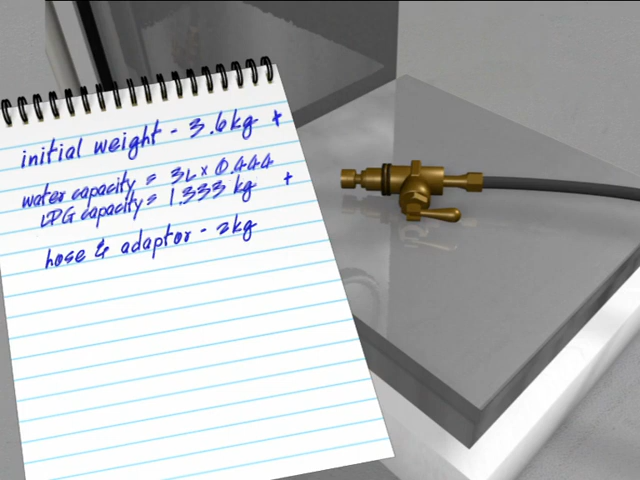 initial weight - 3.6kg +
water capacity = 3L x 0.444
LPG capacity = 1.333 kg +
hose & adaptor - 2kg